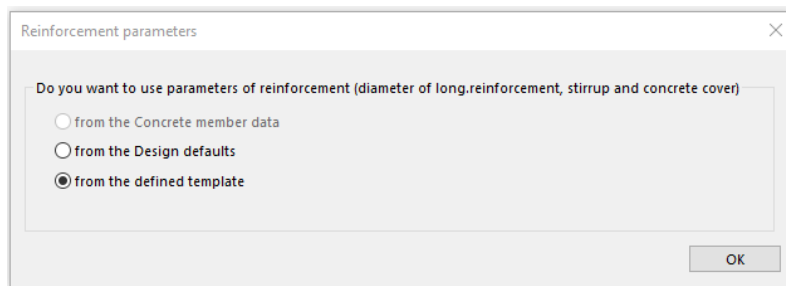 Reinforcement parameters
Do you want to use parameters of reinforcement (diameter of long.reinforcement, stirrup and concrete cover)
from the Concrete member data
from the Design defaults
from the defined template
OK